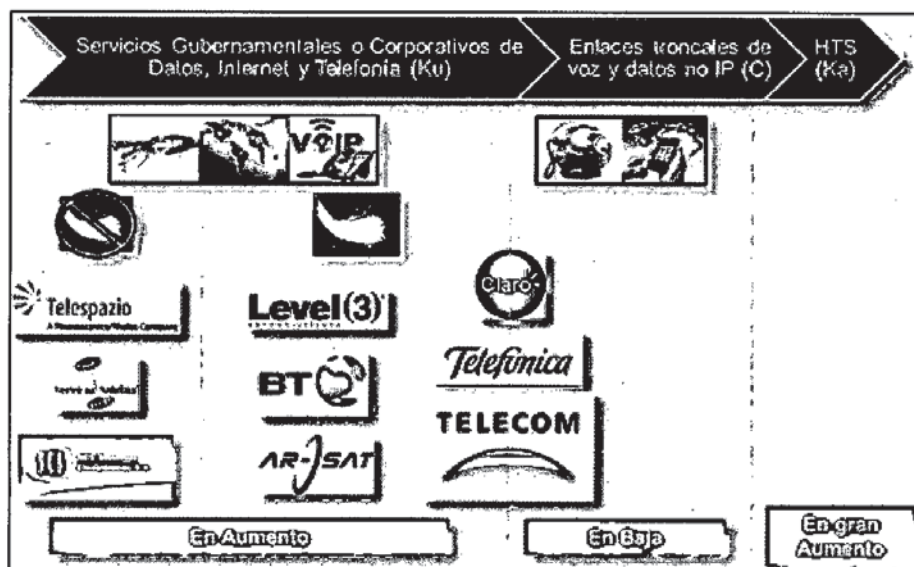 Servicios Gubernamentales o Corporativos de
Datos, Internet y Telefonía (Ku)
Enlaces troncales de
voz y datos no IP (C)
HTS
(Ka)
VoIP
Claro
Telespazio
Level(3)
Telefónica
BT
TELECOM
AR-SAT
En Aumento
En Baja
En gran
Aumento